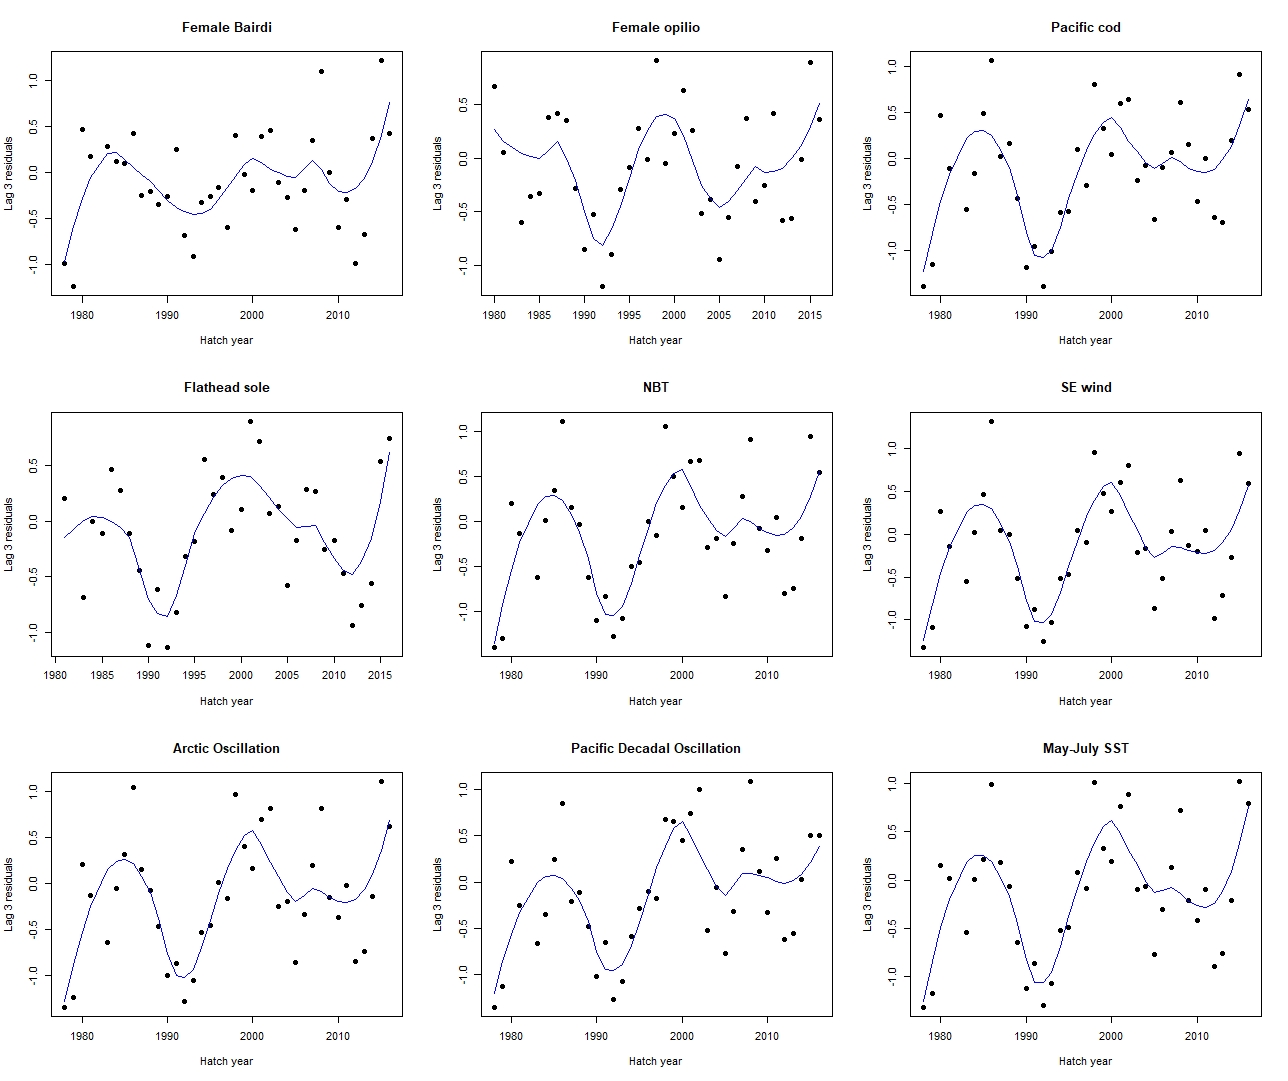 Female Bairdi
Lag 3 residuals
1.0
0.5
0.0
-0.5
-1.0
1980 1990 2000 2010
Hatch year
Female opilio
Lag 3 residuals
0.5
0.0
-0.5
-1.0
1980 1985 1990 1995 2000 2005 2010 2015
Hatch year
Pacific cod
Lag 3 residuals
1.0
0.5
0.0
-0.5
-1.0
1980 1990 2000 2010
Hatch year
Flathead sole
Lag 3 residuals
0.5
0.0
-0.5
-1.0
1980 1985 1990 1995 2000 2005 2010 2015
Hatch year
NBT
Lag 3 residuals
1.0
0.5
0.0
-0.5
-1.0
1980 1990 2000 2010
Hatch year
SE wind
Lag 3 residuals
1.0
0.5
0.0
-0.5
-1.0
1980 1990 2000 2010
Hatch year
Arctic Oscillation
Lag 3 residuals
1.0
0.5
0.0
-0.5
-1.0
1980 1990 2000 2010
Hatch year
Pacific Decadal Oscillation
Lag 3 residuals
1.0
0.5
0.0
-0.5
-1.0
1980 1990 2000 2010
Hatch year
May-July SST
Lag 3 residuals
1.0
0.5
0.0
-0.5
-1.0
1980 1990 2000 2010
Hatch year